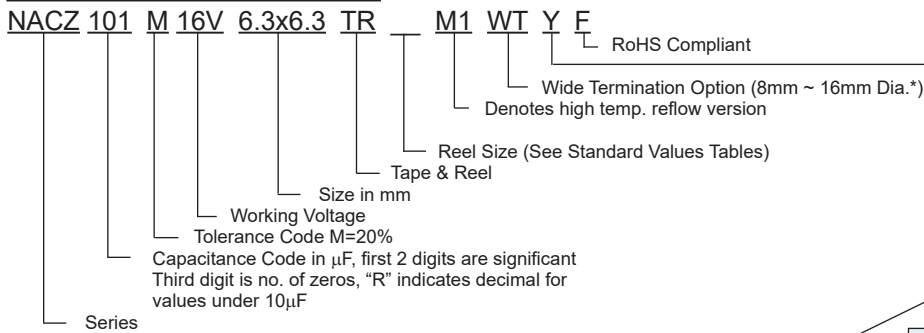 NACZ 101 M 16V 6.3x6.3 TR __ M1 WT Y F
RoHS Compliant
Wide Termination Option (8mm ~ 16mm Dia.*)
Denotes high temp. reflow version
Reel Size (See Standard Values Tables)
Tape & Reel
Size in mm
Working Voltage
Tolerance Code M=20%
Capacitance Code in μF, first 2 digits are significant
Third digit is no. of zeros, “R” indicates decimal for
values under 10μF
Series